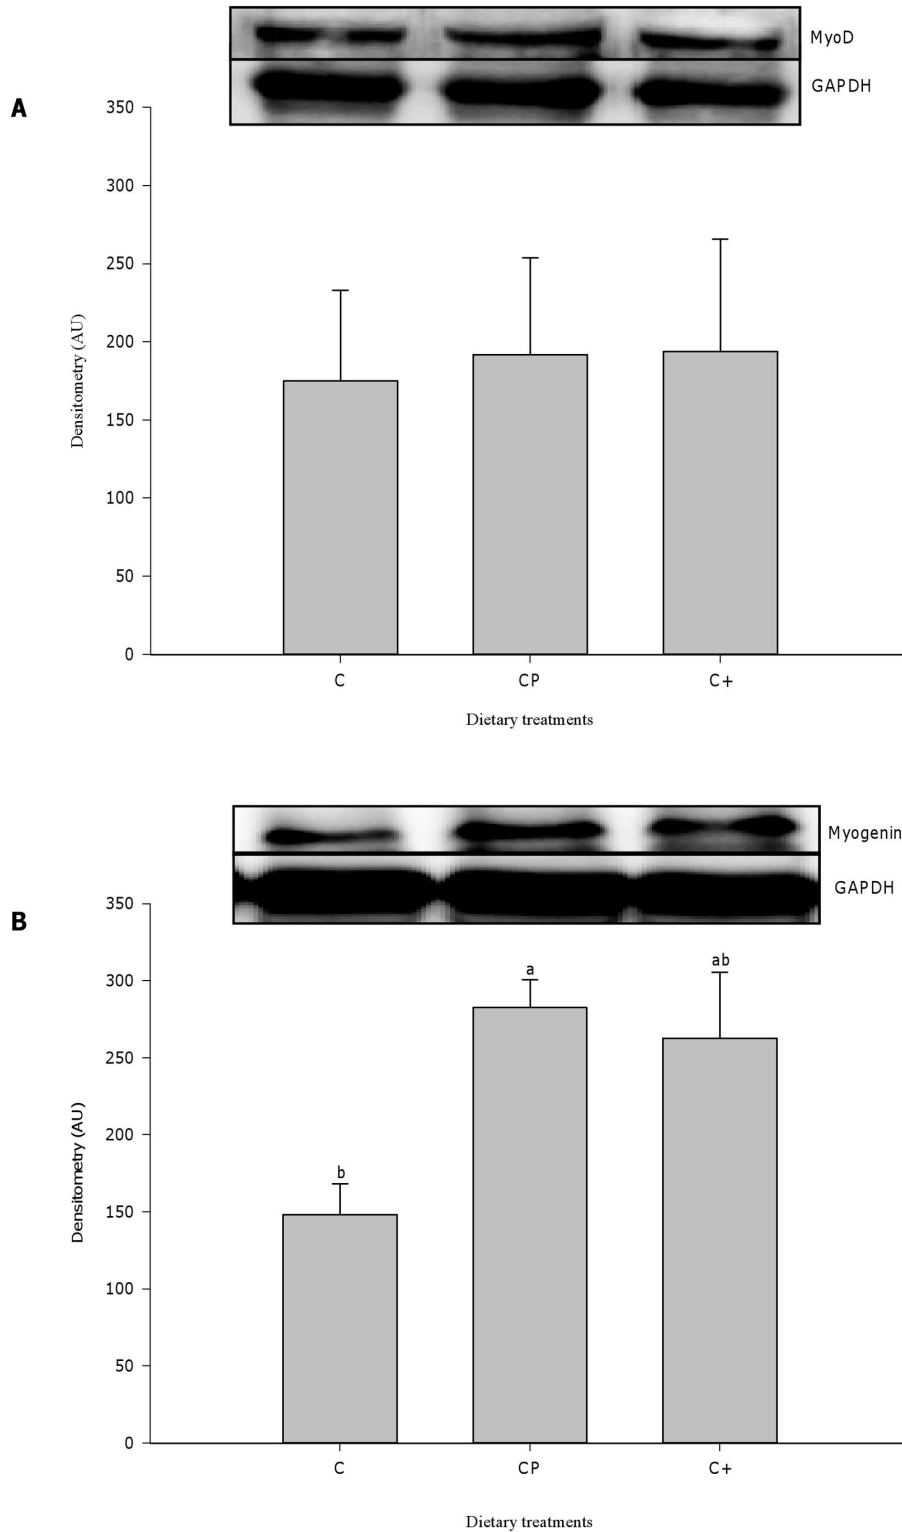 MyoD
GAPDH
A
350
300
250
200
150
100
50
0
Densitometry (AU)
C CP C+
Dietary treatments
Myogenin
GAPDH
B
350
300
250
200
150
100
50
0
Densitometry (AU)
b a ab
C CP C+
Dietary treatments